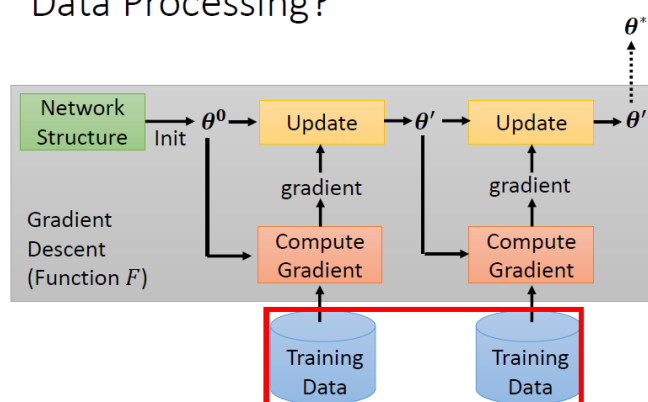 Data Processing?
θ*
Network
Structure
Init
θ⁰
Update
θ′
Update
θ′
gradient
gradient
Gradient
Descent
(Function F)
Compute
Gradient
Compute
Gradient
Training
Data
Training
Data